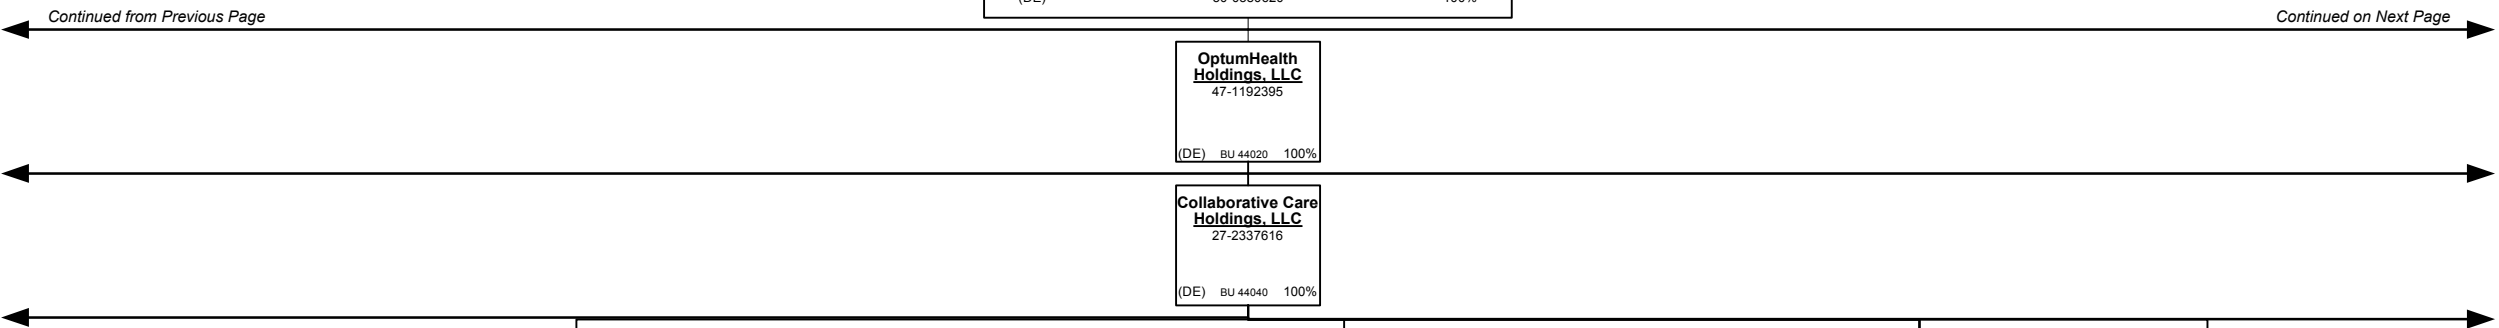 Continued from Previous Page
Continued on Next Page
OptumHealth
Holdings, LLC
47-1192395
(DE) BU 44020 100%
Collaborative Care
Holdings, LLC
27-2337616
(DE) BU 44040 100%